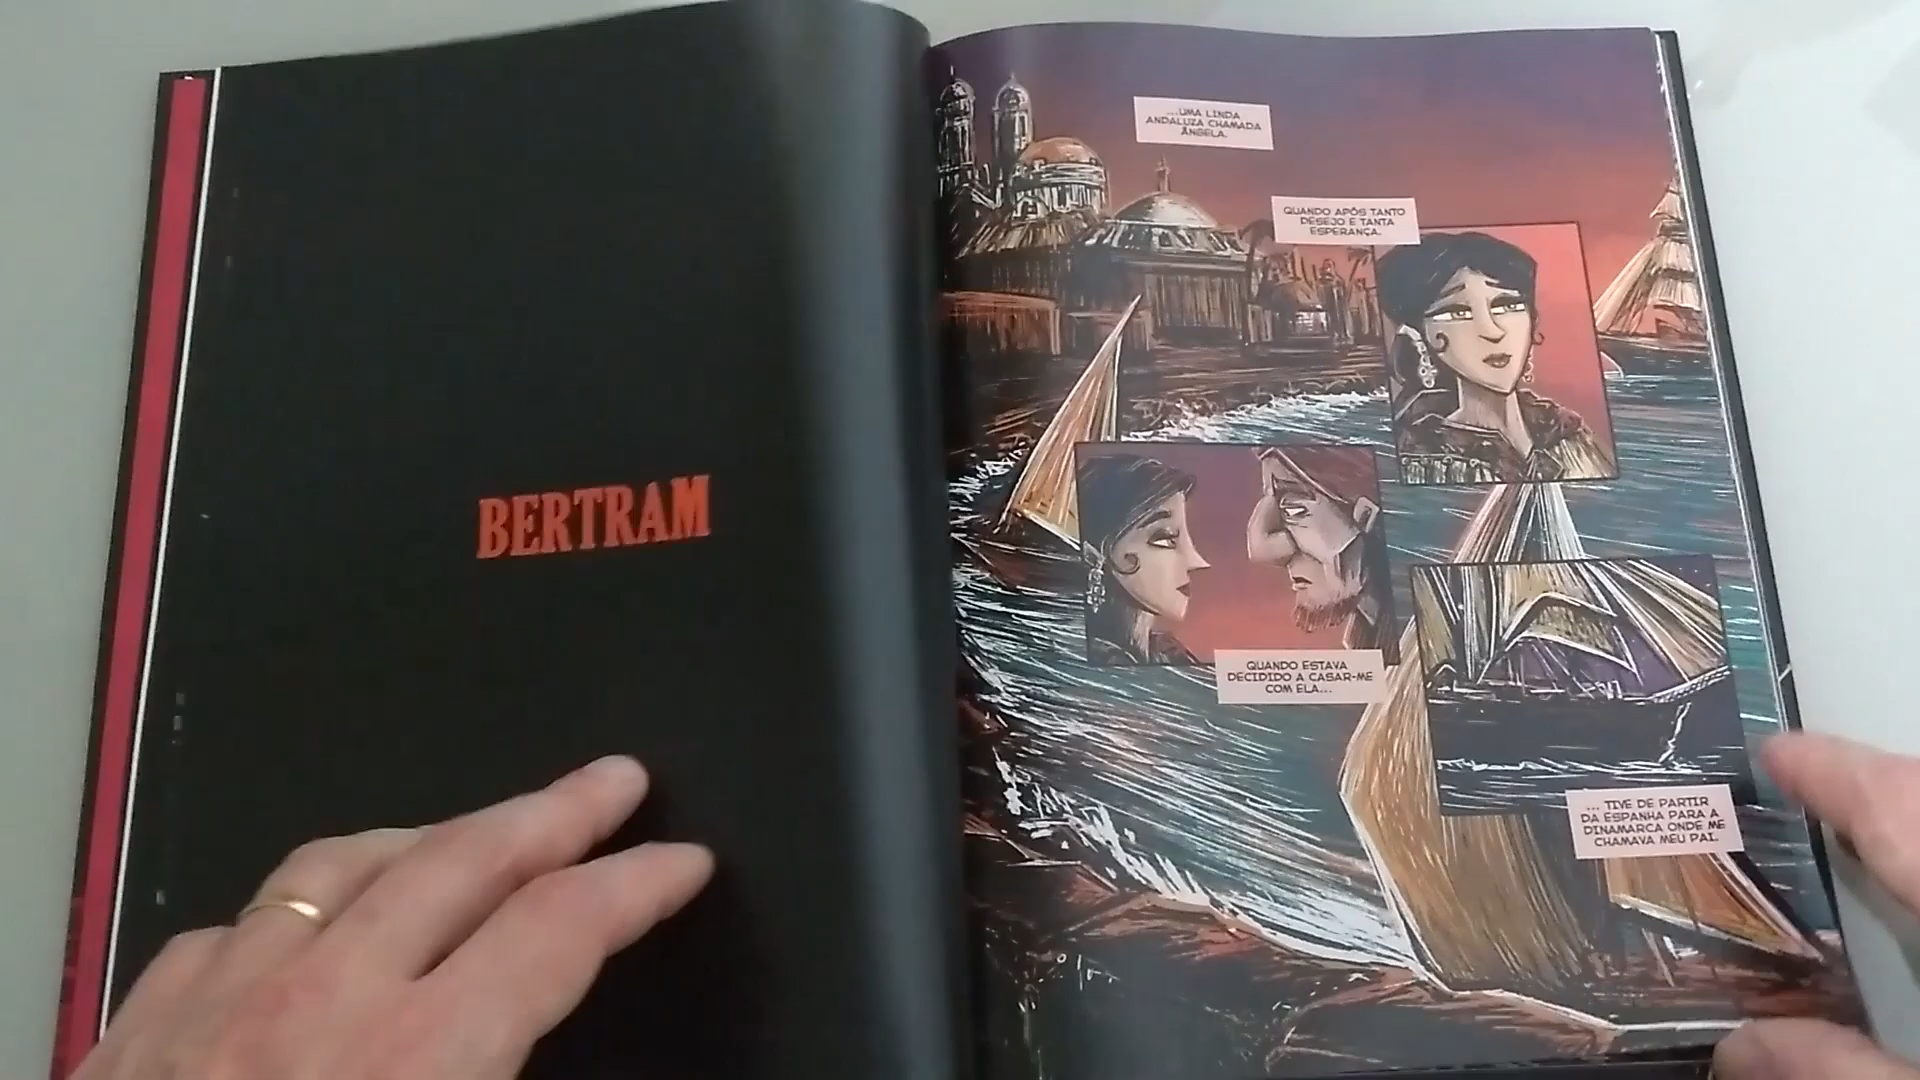 BERTRAM
...UMA LINDA
ANDALUZA CHAMADA
ÂNGELA.
QUANDO APÓS TANTO
DESEJO E TANTA
ESPERANÇA.
QUANDO ESTAVA
DECIDIDO A CASAR-ME
COM ELA...
... TIVE DE PARTIR
DA ESPANHA PARA A
DINAMARCA ONDE ME
CHAMAVA MEU PAI.